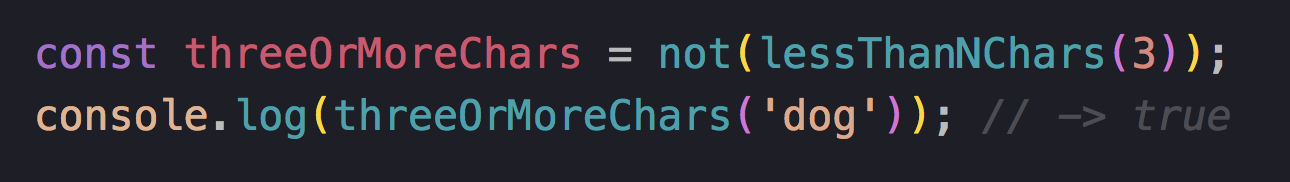 const threeOrMoreChars = not(lessThanNChars(3));
console.log(threeOrMoreChars('dog')); // -> true